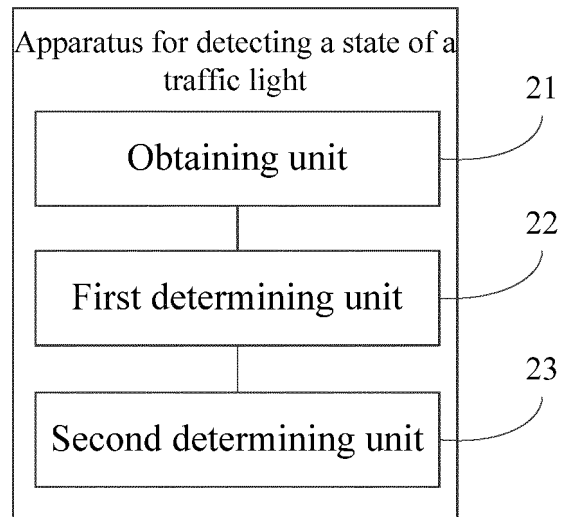 Apparatus for detecting a state of a
traffic light
21
Obtaining unit
22
First determining unit
23
Second determining unit